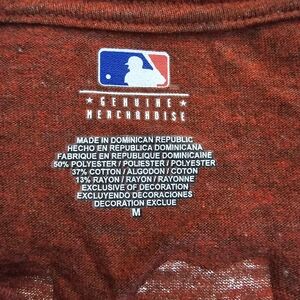 ★ GENUINE ★
MERCHANDISE
MADE IN DOMINICAN REPUBLIC
HECHO EN REPUBLICA DOMINICANA
FABRIQUE EN REPUBLIQUE DOMINICAINE
50% POLYESTER / POLIESTER / POLYESTER
37% COTTON / ALGODON / COTON
13% RAYON / RAYON / RAYONNE
EXCLUSIVE OF DECORATION
EXCLUYENDO DECORACIONES
DECORATION EXCLUE
M